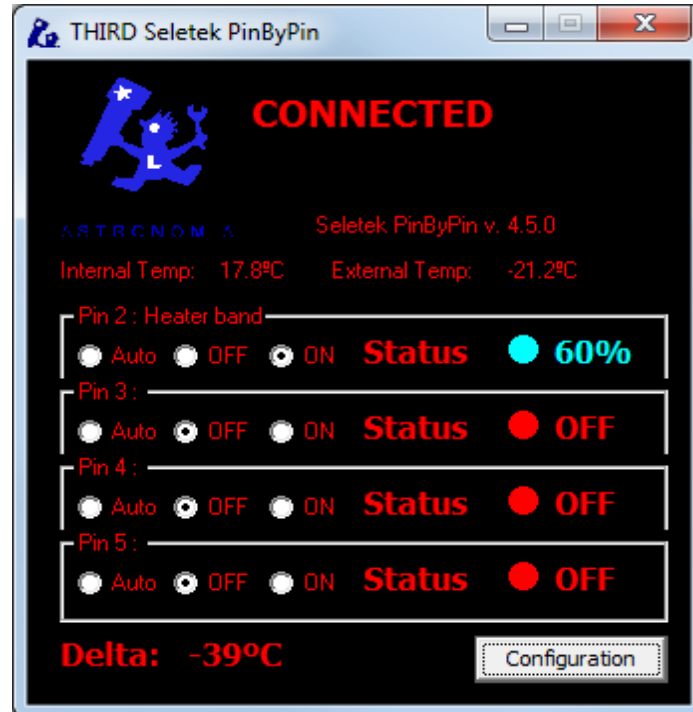 THIRD Seletek PinByPin
CONNECTED
L
ASTRONOM A
Seletek PinByPin v. 4.5.0
Internal Temp: 17.8ºC External Temp: -21.2ºC
Pin 2 : Heater band
Auto OFF ON Status 60%
Pin 3 :
Auto OFF ON Status OFF
Pin 4 :
Auto OFF ON Status OFF
Pin 5 :
Auto OFF ON Status OFF
Delta: -39ºC
Configuration